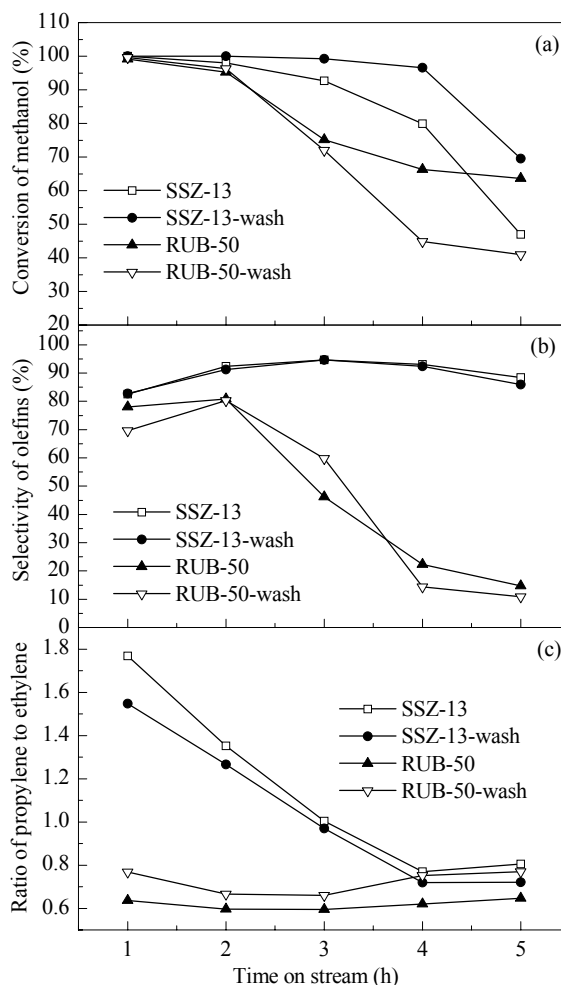 110
100
90
80
70
60
50
40
30
20
Conversion of methanol (%)
(a)
SSZ-13
SSZ-13-wash
RUB-50
RUB-50-wash
100
90
80
70
60
50
40
30
20
10
0
Selectivity of olefins (%)
(b)
SSZ-13
SSZ-13-wash
RUB-50
RUB-50-wash
1.8
1.6
1.4
1.2
1.0
0.8
0.6
Ratio of propylene to ethylene
(c)
SSZ-13
SSZ-13-wash
RUB-50
RUB-50-wash
1 2 3 4 5
Time on stream (h)